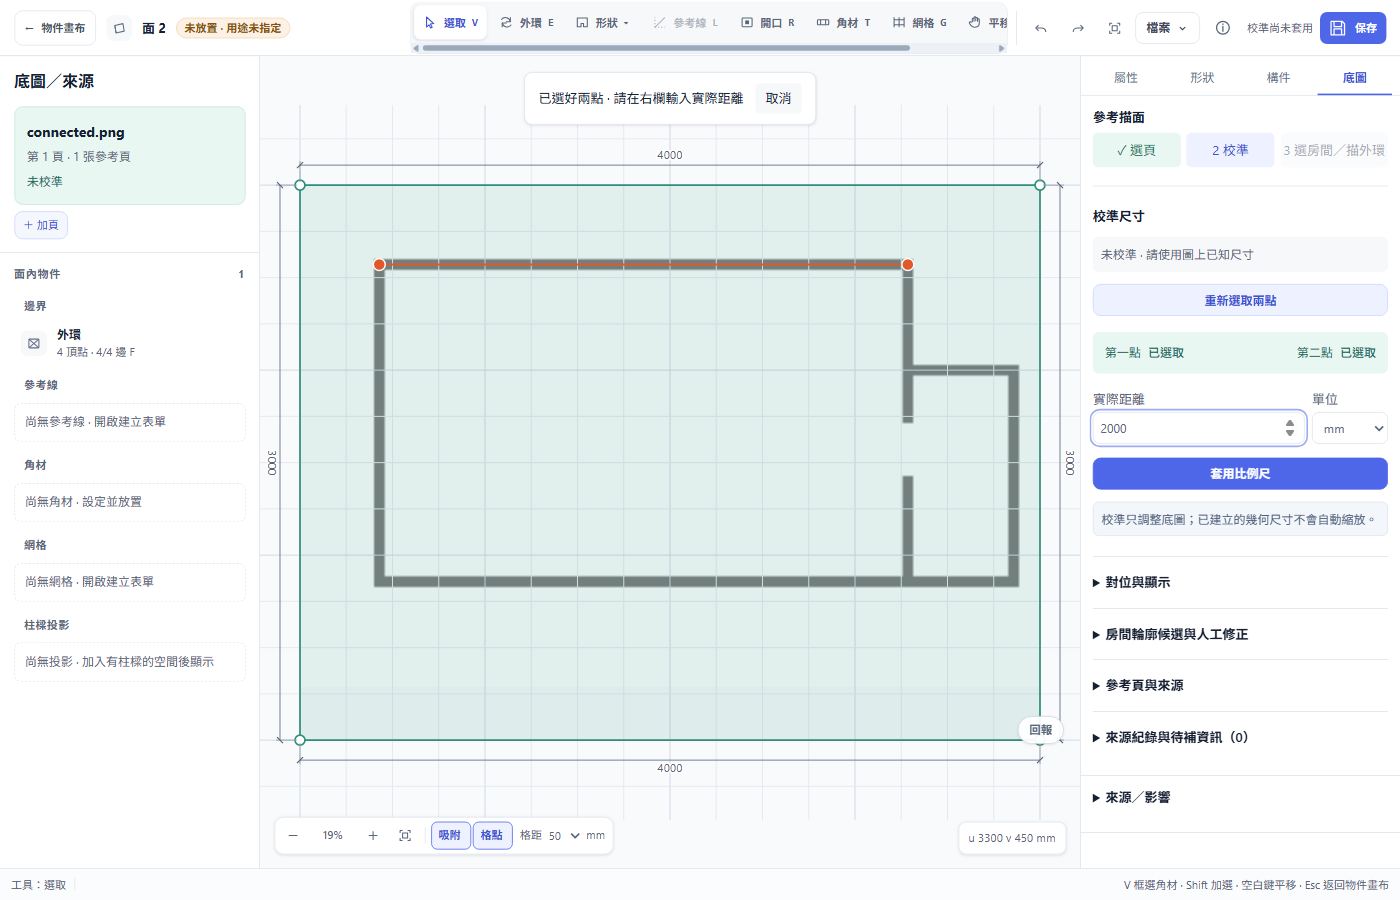 ← 物件畫布
面 2
未放置 · 用途未指定
選取 V
外環 E
形狀
參考線 L
開口 R
角材 T
網格 G
檔案
校準尚未套用
保存
底圖／來源
connected.png
第 1 頁 · 1 張參考頁
未校準
＋ 加頁
面內物件 1
邊界
外環
4 頂點 · 4/4 邊 F
參考線
尚無參考線 · 開啟建立表單
角材
尚無角材 · 設定並放置
網格
尚無網格 · 開啟建立表單
柱樑投影
尚無投影 · 加入有柱樑的空間後顯示
已選好兩點 · 請在右欄輸入實際距離 取消
4000
3000
3000
4000
回報
− 19% ＋
吸附
格點
格距 50 mm
u 3300 v 450 mm
屬性
形狀
構件
底圖
參考描面
✓ 選頁
2 校準
3 選房間／描外環
校準尺寸
未校準 · 請使用圖上已知尺寸
重新選取兩點
第一點 已選取
第二點 已選取
實際距離 單位
2000 mm
套用比例尺
校準只調整底圖；已建立的幾何尺寸不會自動縮放。
▶ 對位與顯示
▶ 房間輪廓候選與人工修正
▶ 參考頁與來源
▶ 來源紀錄與待補資訊（0）
▶ 來源／影響
工具：選取
V 框選角材 · Shift 加選 · 空白鍵平移 · Esc 返回物件畫布